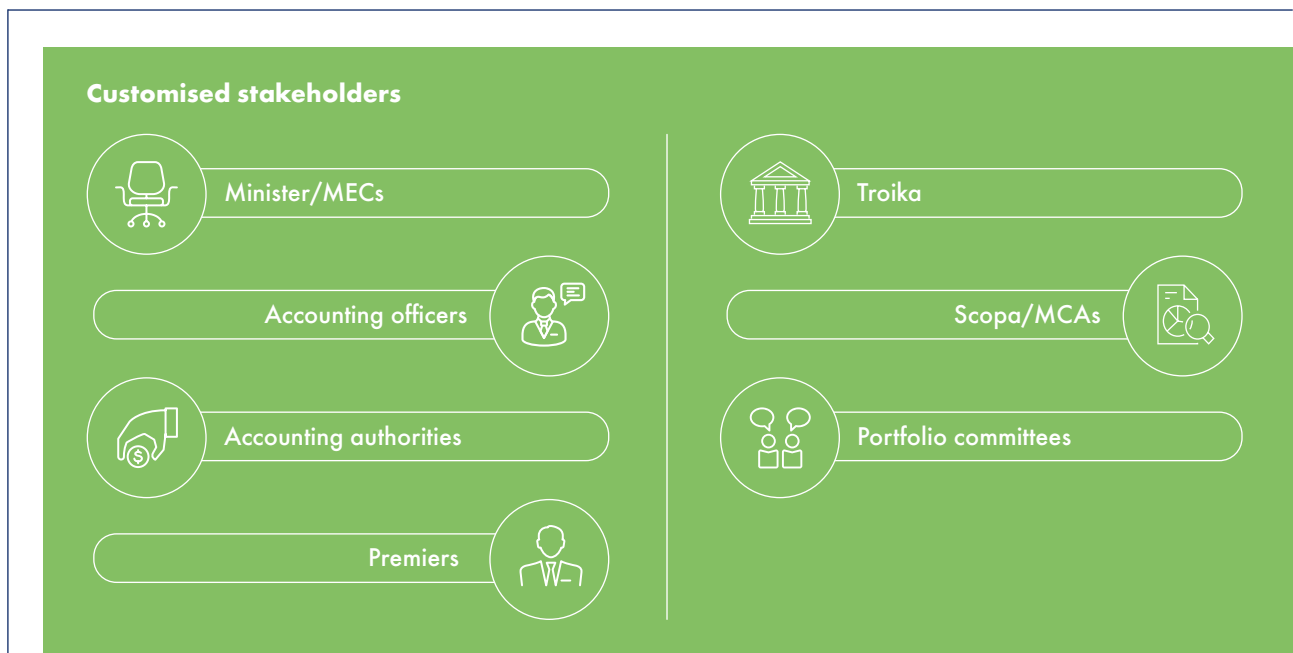 Customised stakeholders
Minister/MECs
Accounting officers
Accounting authorities
Premiers
Troika
Scopa/MCAs
Portfolio committees
$